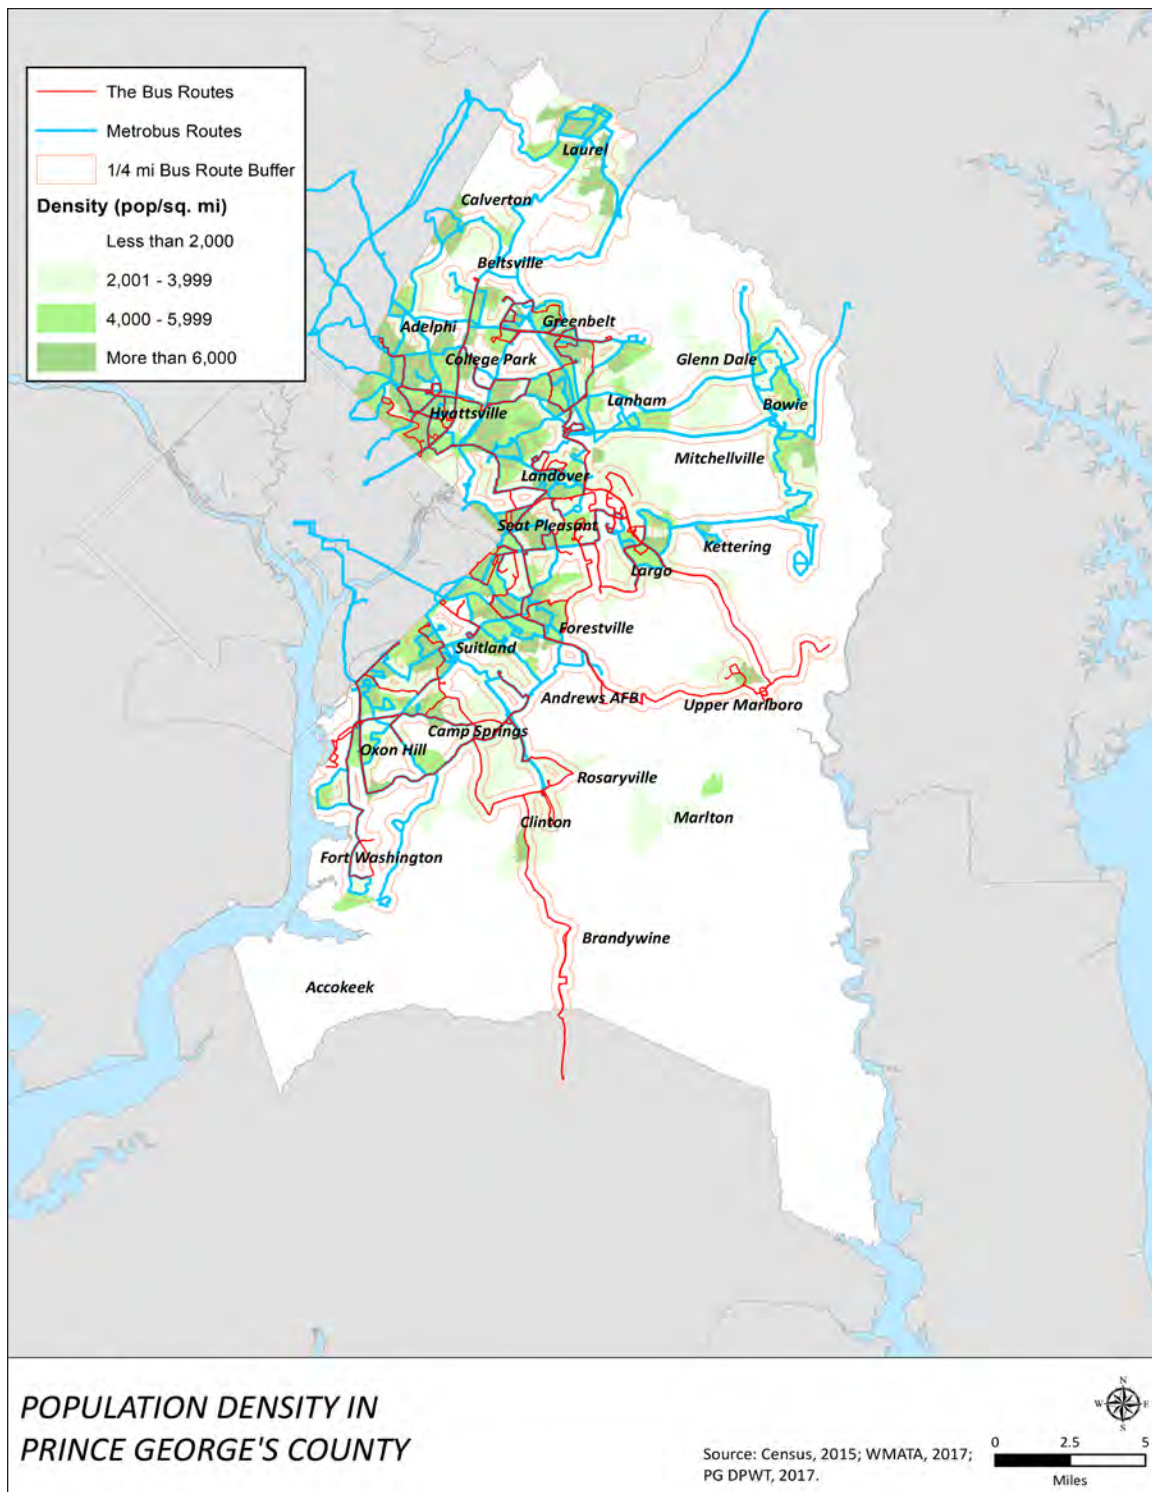 The Bus Routes
Metrobus Routes
1/4 mi Bus Route Buffer
Density (pop/sq. mi)
Less than 2,000
2,001 - 3,999
4,000 - 5,999
More than 6,000
Laurel
Calverton
Beltsville
Adelphi
Greenbelt
College Park
Glenn Dale
Lanham
Bowie
Hyattsville
Mitchellville
Landover
Seat Pleasant
Kettering
Largo
Forestville
Suitland
Andrews AFB
Upper Marlboro
Camp Springs
Oxon Hill
Rosaryville
Marlton
Clinton
Fort Washington
Brandywine
Accokeek
POPULATION DENSITY IN
PRINCE GEORGE'S COUNTY
Source: Census, 2015; WMATA, 2017;
PG DPWT, 2017.
N
W E
S
0 2.5 5
Miles